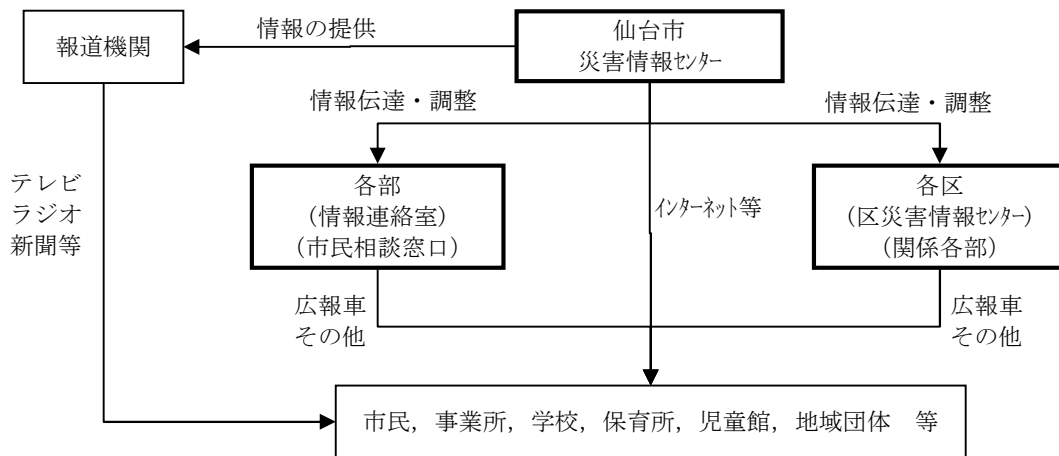 報道機関
情報の提供
仙台市
災害情報ｾﾝﾀｰ
情報伝達・調整
情報伝達・調整
テレビ
ラジオ
新聞等
各部
（情報連絡室）
（市民相談窓口）
ｲﾝﾀｰﾈｯﾄ等
各区
（区災害情報ｾﾝﾀｰ）
（関係各部）
広報車
その他
広報車
その他
市民，事業所，学校，保育所，児童館，地域団体　等